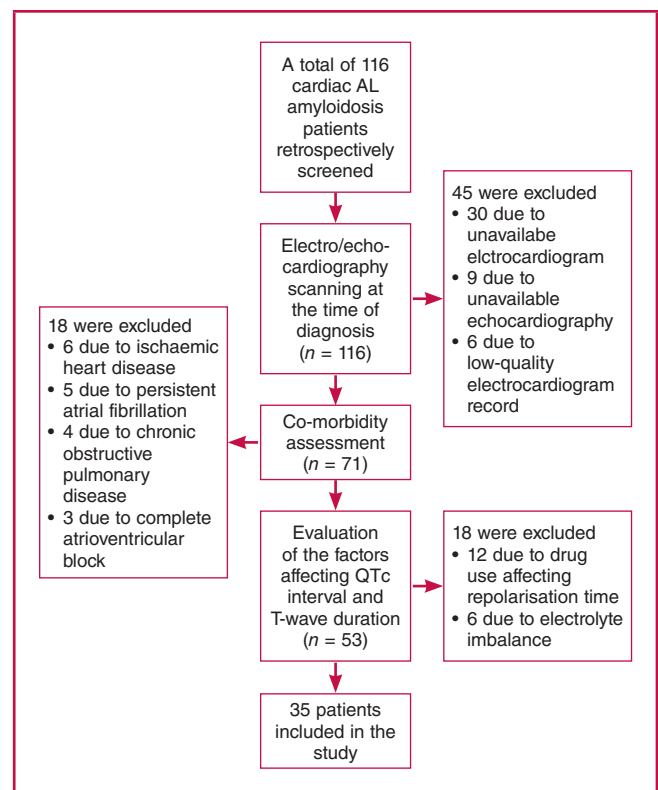 A total of 116
cardiac AL
amyloidosis
patients
retrospectively
screened
45 were excluded
• 30 due to
unavailabe
elctrocardiogram
• 9 due to
unavailable
echocardiography
• 6 due to
low-quality
electrocardiogram
record
Electro/echo-
cardiography
scanning at
the time of
diagnosis
(n = 116)
18 were excluded
• 6 due to ischaemic
heart disease
• 5 due to persistent
atrial fibrillation
• 4 due to chronic
obstructive
pulmonary
disease
• 3 due to complete
atrioventricular
block
Co-morbidity
assessment
(n = 71)
Evaluation
of the factors
affecting QTc
interval and
T-wave duration
(n = 53)
18 were excluded
• 12 due to drug
use affecting
repolarisation time
• 6 due to electrolyte
imbalance
35 patients
included in the
study